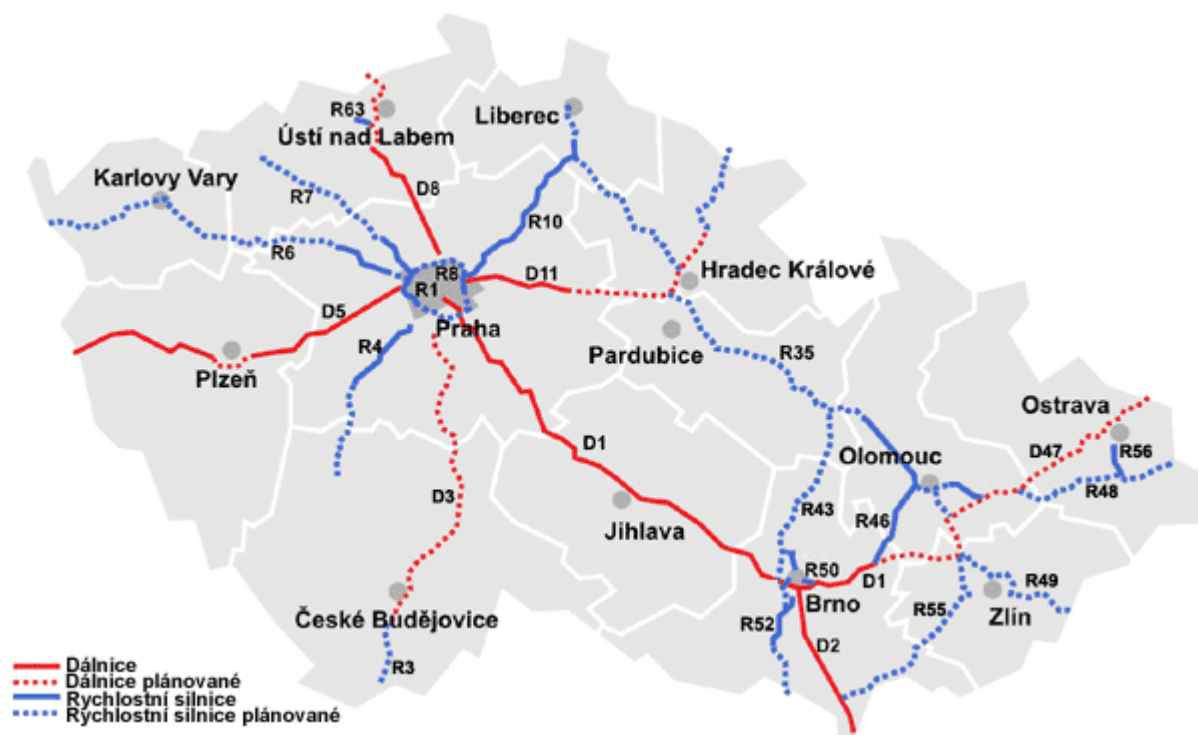 R63
Liberec
Ústí nad Labem
Karlovy Vary
R7
D8
R10
R6
R8
D11
Hradec Králové
R1
D5
Praha
R4
Pardubice
R35
Plzeň
Ostrava
D1
D47
R56
Olomouc
R48
D3
R43
R46
Jihlava
R50
D1
R49
Brno
R55
Zlín
České Budějovice
R52
D2
R3
Dálnice
Dálnice plánované
Rychlostní silnice
Rychlostní silnice plánované